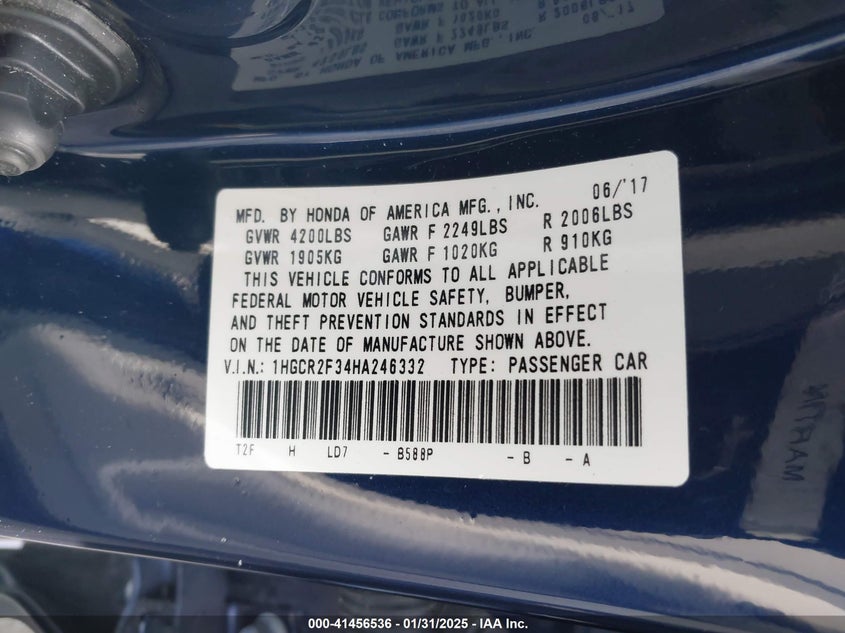 MFD. BY HONDA OF AMERICA MFG., INC. 06/'17
GVWR 4200LBS GAWR F 2249LBS R 2006LBS
GVWR 1905KG GAWR F 1020KG R 910KG
THIS VEHICLE CONFORMS TO ALL APPLICABLE
FEDERAL MOTOR VEHICLE SAFETY, BUMPER,
AND THEFT PREVENTION STANDARDS IN EFFECT
ON THE DATE OF MANUFACTURE SHOWN ABOVE.
V.I.N.: 1HGCR2F34HA246332 TYPE: PASSENGER CAR
T2F H LD7 - B588P - B - A
000-41456536 - 01/31/2025 - IAA Inc.